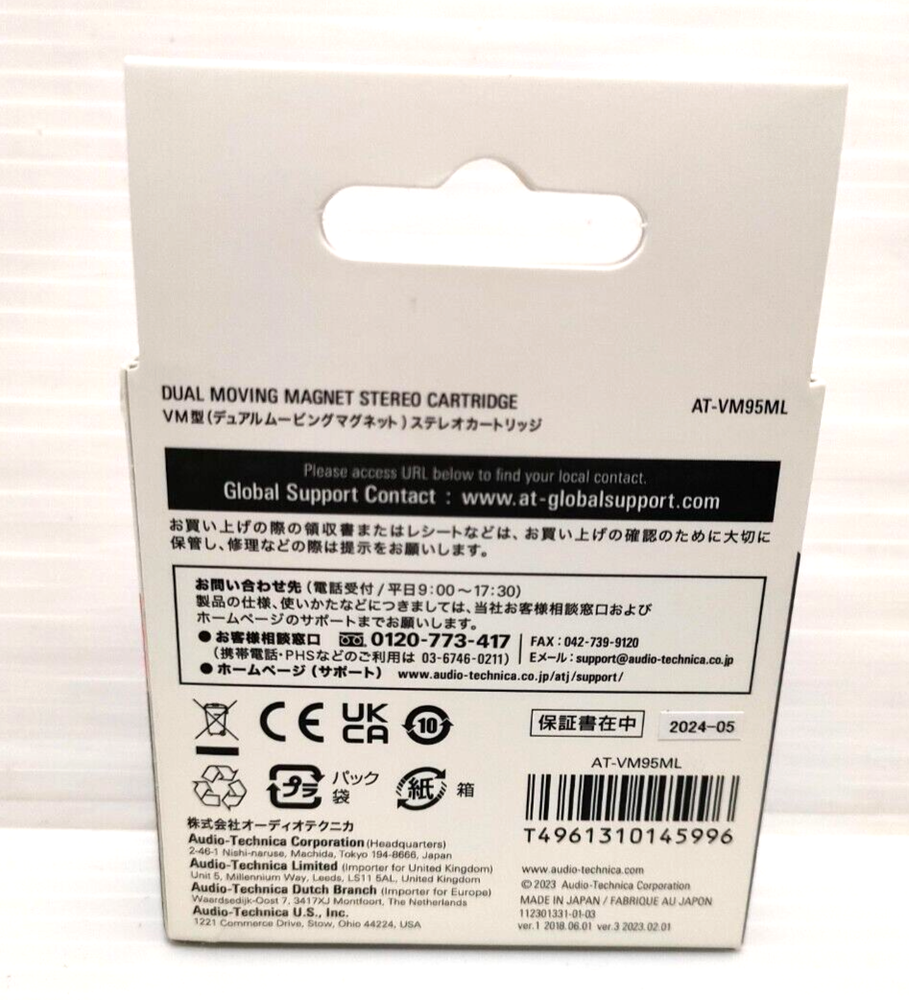 DUAL MOVING MAGNET STEREO CARTRIDGE
AT-VM95ML
VM型(デュアルムービングマグネット)ステレオカートリッジ
Please access URL below to find your local contact.
Global Support Contact : www.at-globalsupport.com
お買い上げの際の領収書またはレシートなどは、お買い上げの確認のために大切に
保管し、修理などの際は提示をお願いします。
お問い合わせ先(電話受付/平日9:00~17:30)
製品の仕様、使いかたなどにつきましては、当社お客様相談窓口および
ホームページのサポートまでお願いします。
●お客様相談窓口 0120-773-417
(携帯電話・PHSなどのご利用は 03-6746-0211)
FAX:042-739-9120
Eメール:support@audio-technica.co.jp
●ホームページ(サポート) www.audio-technica.co.jp/atj/support/
CE UK CA 10
保証書在中
2024-05
プラ パック袋
紙 箱
AT-VM95ML
T4961310145996
株式会社オーディオテクニカ
Audio-Technica Corporation (Headquarters)
2-46-1 Nishi-naruse, Machida, Tokyo 194-8666, Japan
Audio-Technica Limited (Importer for United Kingdom)
Unit 5, Millennium Way, Leeds, LS11 5AL, United Kingdom
Audio-Technica Dutch Branch (Importer for Europe)
Waardsedijk-Oost 7, 3417XJ Montfoort, The Netherlands
Audio-Technica U.S., Inc.
1221 Commerce Drive, Stow, Ohio 44224, USA
www.audio-technica.com
© 2023 Audio-Technica Corporation
MADE IN JAPAN / FABRIQUE AU JAPON
112301331-01-03
ver.1 2018.06.01 ver.3 2023.02.01